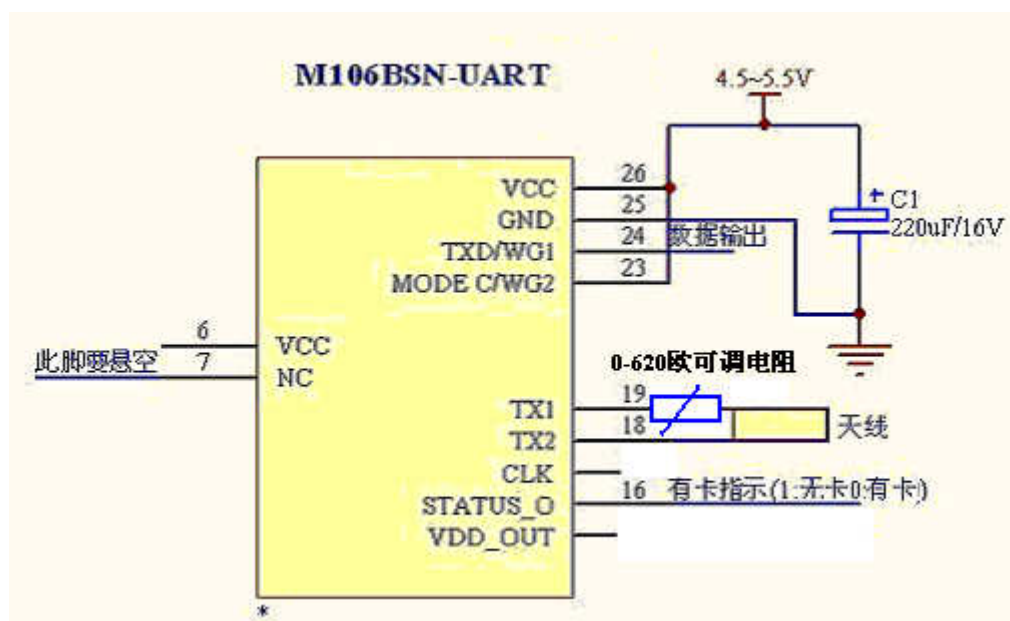 M106BSN-UART
4.5~5.5V
VCC 26
GND 25
TXD/WG1 24 数据输出
MODE C/WG2 23
C1
220uF/16V
6 VCC
此脚要悬空 7 NC
0-620欧可调电阻
TX1 19
TX2 18 天线
CLK
STATUS_O 16 有卡指示(1:无卡0:有卡)
VDD_OUT
*